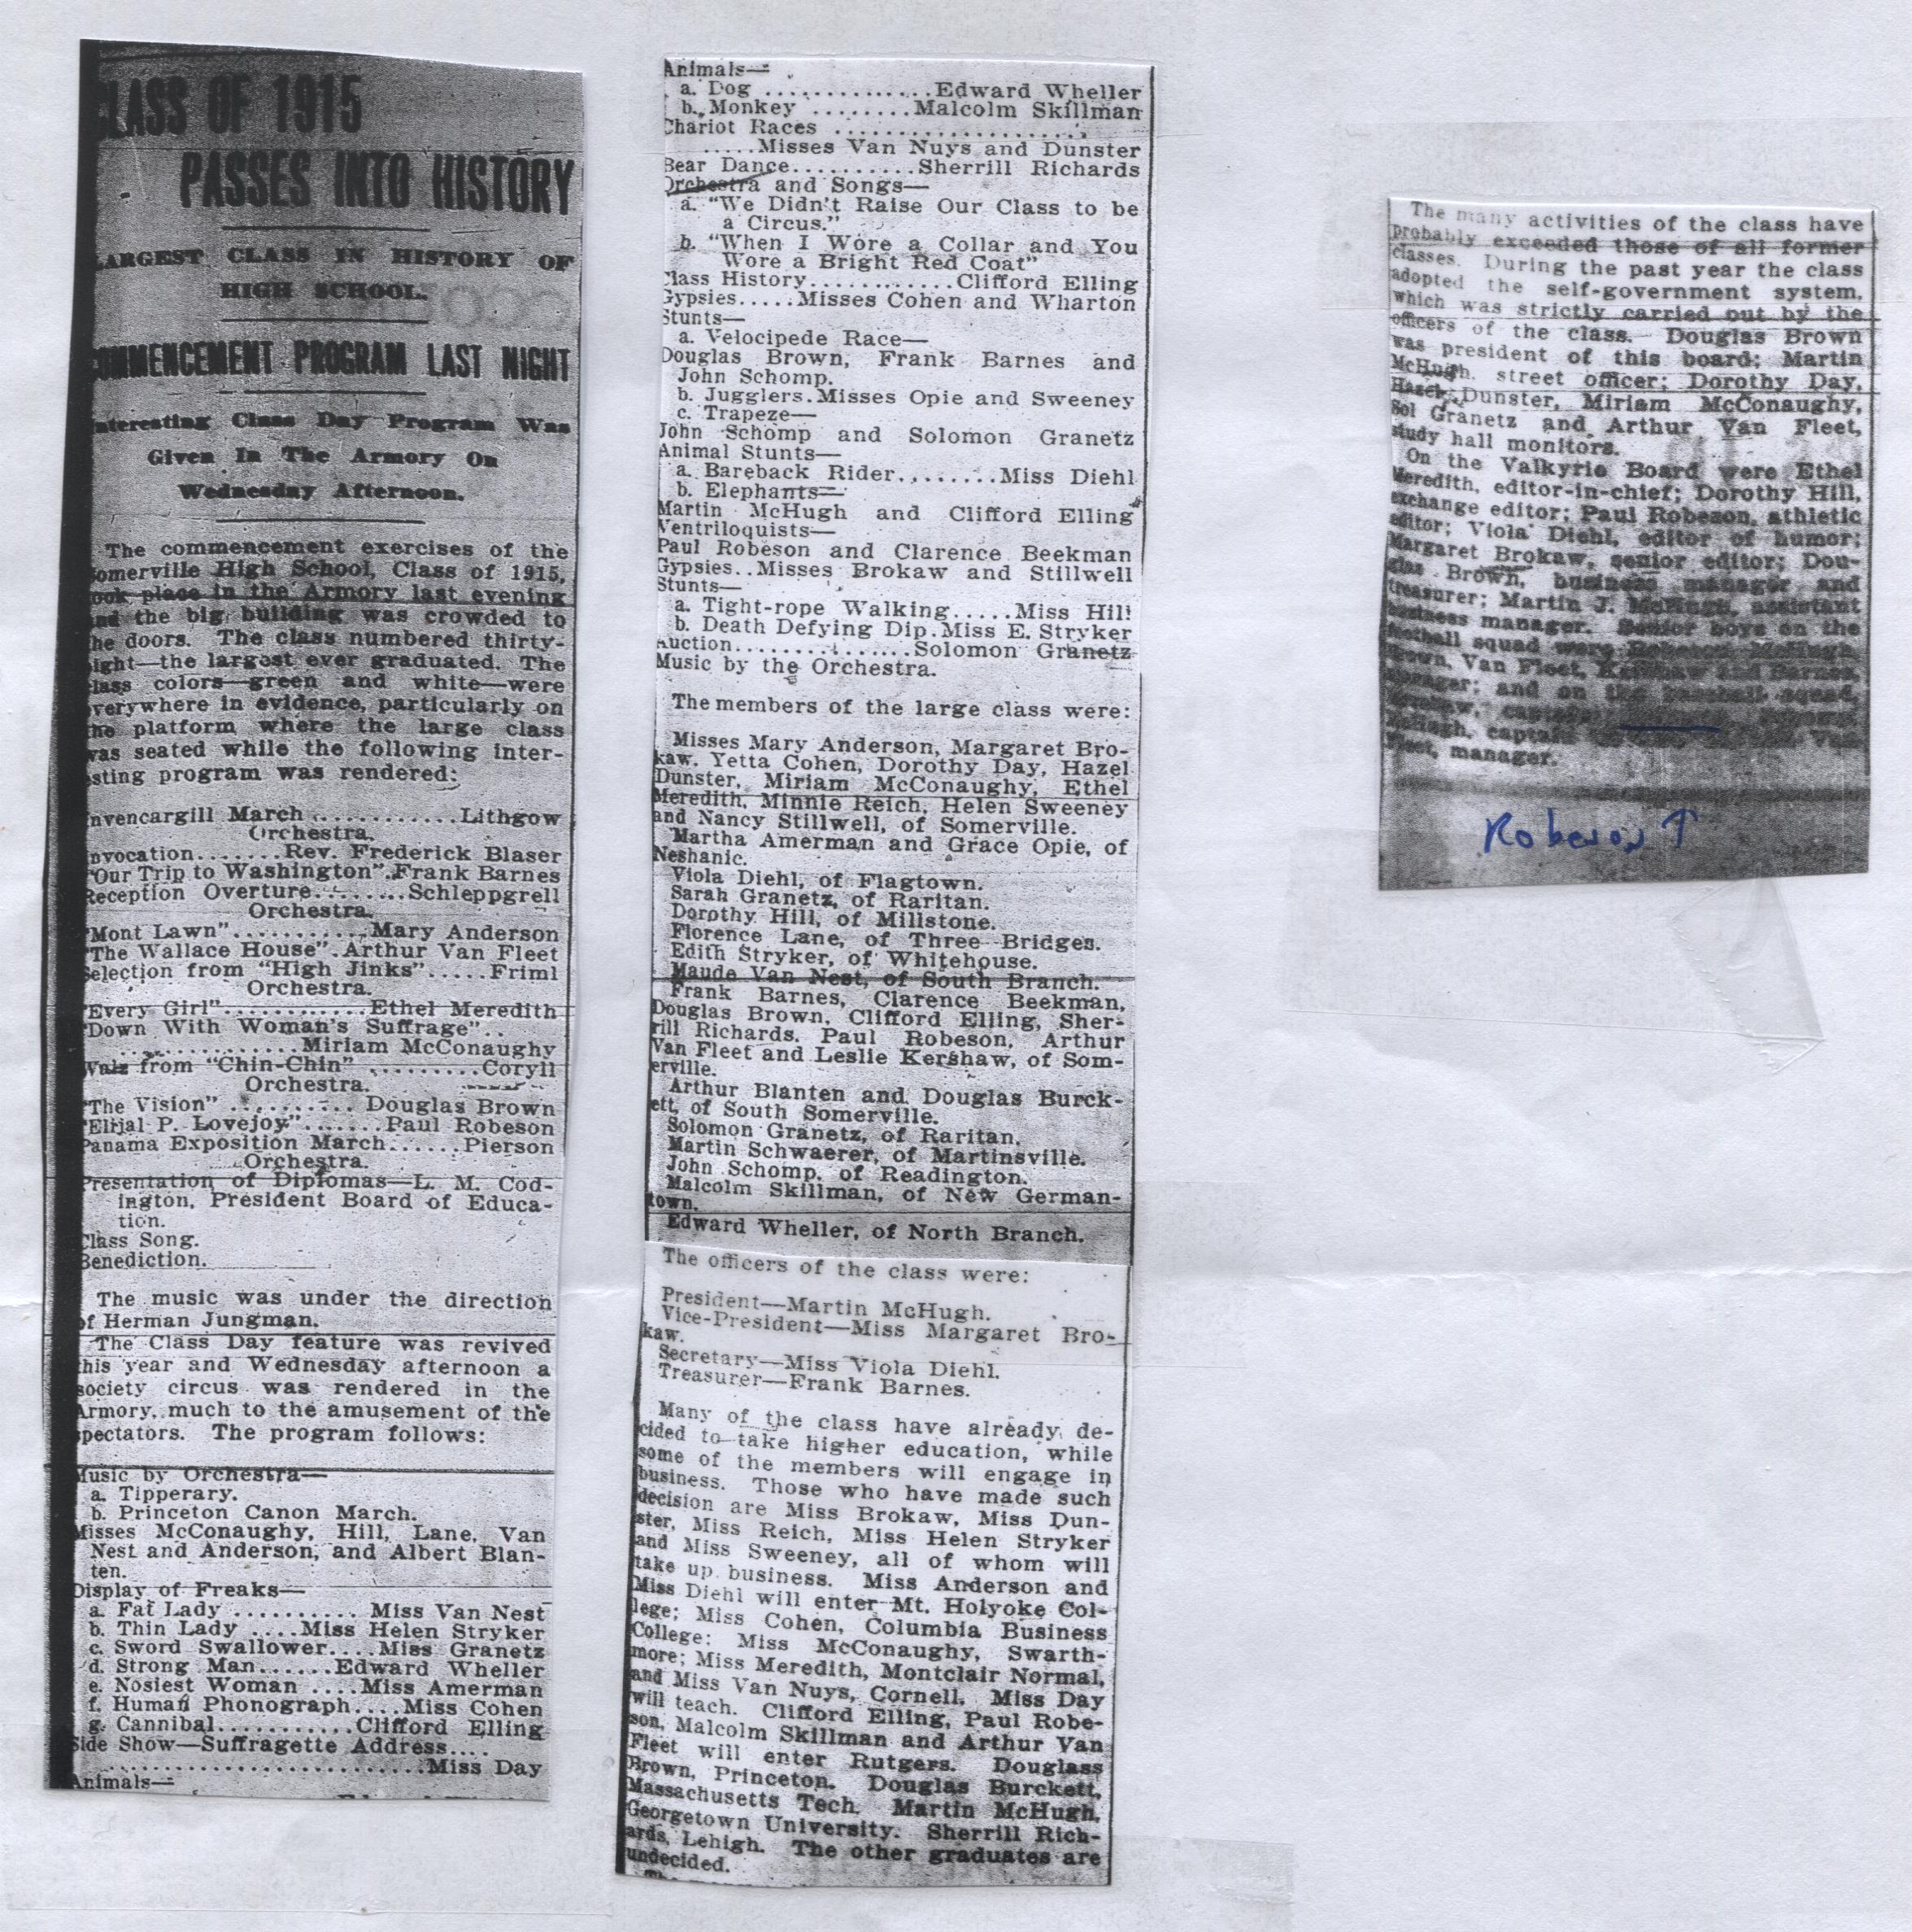 CLASS OF 1915
PASSES INTO HISTORY
LARGEST CLASS IN HISTORY OF
HIGH SCHOOL.
COMMENCEMENT PROGRAM LAST NIGHT
Interesting Class Day Program Was
Given In The Armory On
Wednesday Afternoon.
The commencement exercises of the
Somerville High School, Class of 1915,
took place in the Armory last evening
and the big building was crowded to
the doors. The class numbered thirty-
eight—the largest ever graduated. The
class colors—green and white—were
everywhere in evidence, particularly on
the platform where the large class
was seated while the following inter-
esting program was rendered:
Invencargill March ...........Lithgow
Orchestra.
Invocation.......Rev. Frederick Blaser
"Our Trip to Washington".Frank Barnes
Reception Overture........Schleppgrell
Orchestra.
"Mont Lawn"...........Mary Anderson
"The Wallace House".Arthur Van Fleet
Selection from "High Jinks".....Friml
Orchestra.
"Every Girl"............Ethel Meredith
"Down With Woman's Suffrage"..
...............Miriam McConaughy
Walz from "Chin-Chin".........Coryll
Orchestra.
"The Vision" .......... Douglas Brown
"Elijal P. Lovejoy".......Paul Robeson
Panama Exposition March......Pierson
Orchestra.
Presentation of Diplomas—L. M. Cod-
ington, President Board of Educa-
tion.
Class Song.
Benediction.
The music was under the direction
of Herman Jungman.
The Class Day feature was revived
this year and Wednesday afternoon a
society circus was rendered in the
Armory, much to the amusement of the
spectators. The program follows:
Music by Orchestra—
a. Tipperary.
b. Princeton Canon March.
Misses McConaughy, Hill, Lane, Van
Nest and Anderson, and Albert Blan-
ten.
Display of Freaks—
a. Fat Lady .......... Miss Van Nest
b. Thin Lady ....Miss Helen Stryker
c. Sword Swallower....Miss Granetz
d. Strong Man......Edward Wheller
e. Nosiest Woman ....Miss Amerman
f. Human Phonograph....Miss Cohen
g. Cannibal...........Clifford Elling
Side Show—Suffragette Address....
.........................Miss Day
Animals—
Animals—
a. Dog ..............Edward Wheller
b. Monkey ........Malcolm Skillman
Chariot Races ....................
.....Misses Van Nuys and Dunster
Bear Dance..........Sherrill Richards
Orchestra and Songs—
a. "We Didn't Raise Our Class to be
a Circus."
b. "When I Wore a Collar and You
Wore a Bright Red Coat"
Class History............Clifford Elling
Gypsies.....Misses Cohen and Wharton
Stunts—
a. Velocipede Race—
Douglas Brown, Frank Barnes and
John Schomp.
b. Jugglers.Misses Opie and Sweeney
c. Trapeze—
John Schomp and Solomon Granetz
Animal Stunts—
a. Bareback Rider........Miss Diehl
b. Elephants—
Martin McHugh and Clifford Elling
Ventriloquists—
Paul Robeson and Clarence Beekman
Gypsies..Misses Brokaw and Stillwell
Stunts—
a. Tight-rope Walking.....Miss Hill
b. Death Defying Dip.Miss E. Stryker
Auction...............Solomon Granetz
Music by the Orchestra.
The members of the large class were:
Misses Mary Anderson, Margaret Bro-
kaw, Yetta Cohen, Dorothy Day, Hazel
Dunster, Miriam McConaughy, Ethel
Meredith, Minnie Reich, Helen Sweeney
and Nancy Stillwell, of Somerville.
Martha Amerman and Grace Opie, of
Neshanic.
Viola Diehl, of Flagtown.
Sarah Granetz, of Raritan.
Dorothy Hill, of Millstone.
Florence Lane, of Three Bridges.
Edith Stryker, of Whitehouse.
Maude Van Nest, of South Branch.
Frank Barnes, Clarence Beekman,
Douglas Brown, Clifford Elling, Sher-
rill Richards, Paul Robeson, Arthur
Van Fleet and Leslie Kershaw, of Som-
erville.
Arthur Blanten and Douglas Burck-
ett, of South Somerville.
Solomon Granetz, of Raritan.
Martin Schwaerer, of Martinsville.
John Schomp, of Readington.
Malcolm Skillman, of New German-
town.
Edward Wheller, of North Branch.
The officers of the class were:
President—Martin McHugh.
Vice-President—Miss Margaret Bro-
kaw.
Secretary—Miss Viola Diehl.
Treasurer—Frank Barnes.
Many of the class have already de-
cided to take higher education, while
some of the members will engage in
business. Those who have made such
decision are Miss Brokaw, Miss Dun-
ster, Miss Reich, Miss Helen Stryker
and Miss Sweeney, all of whom will
take up business. Miss Anderson and
Miss Diehl will enter Mt. Holyoke Col-
lege; Miss Cohen, Columbia Business
College; Miss McConaughy, Swarth-
more; Miss Meredith, Montclair Normal,
and Miss Van Nuys, Cornell. Miss Day
will teach. Clifford Elling, Paul Robe-
son, Malcolm Skillman and Arthur Van
Fleet will enter Rutgers. Douglass
Brown, Princeton. Douglas Burckett,
Massachusetts Tech. Martin McHugh,
Georgetown University. Sherrill Rich-
ards, Lehigh. The other graduates are
undecided.
The many activities of the class have
probably exceeded those of all former
classes. During the past year the class
adopted the self-government system,
which was strictly carried out by the
officers of the class. Douglas Brown
was president of this board; Martin
McHugh, street officer; Dorothy Day,
Hazel Dunster, Miriam McConaughy,
Sol Granetz and Arthur Van Fleet,
study hall monitors.
On the Valkyrie Board were Ethel
Meredith, editor-in-chief; Dorothy Hill,
exchange editor; Paul Robeson, athletic
editor; Viola Diehl, editor of humor;
Margaret Brokaw, senior editor; Dou-
glas Brown, business manager and
treasurer; Martin J. McHugh, assistant
business manager. Senior boys on the
football squad were Robeson, McHugh,
Brown, Van Fleet, Kershaw and Barnes,
manager; and on the baseball squad,
Kershaw, captain
McHugh, captain Van
Fleet, manager.
Robeson ↑